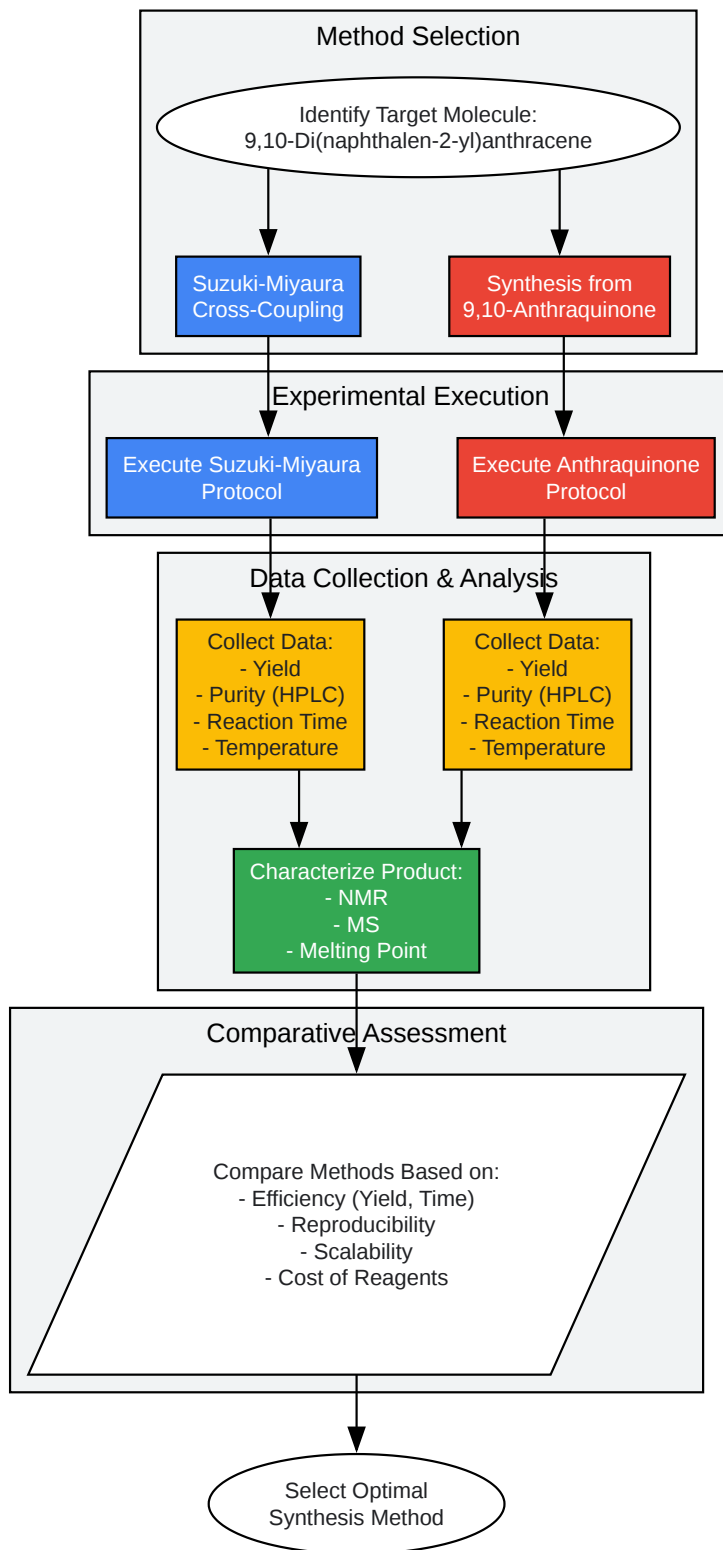 Method Selection
Identify Target Molecule:
9,10-Di(naphthalen-2-yl)anthracene
Suzuki-Miyaura
Cross-Coupling
Synthesis from
9,10-Anthraquinone
Experimental Execution
Execute Suzuki-Miyaura
Protocol
Execute Anthraquinone
Protocol
Data Collection & Analysis
Collect Data:
- Yield
- Purity (HPLC)
- Reaction Time
- Temperature
Collect Data:
- Yield
- Purity (HPLC)
- Reaction Time
- Temperature
Characterize Product:
- NMR
- MS
- Melting Point
Comparative Assessment
Compare Methods Based on:
- Efficiency (Yield, Time)
- Reproducibility
- Scalability
- Cost of Reagents
Select Optimal
Synthesis Method